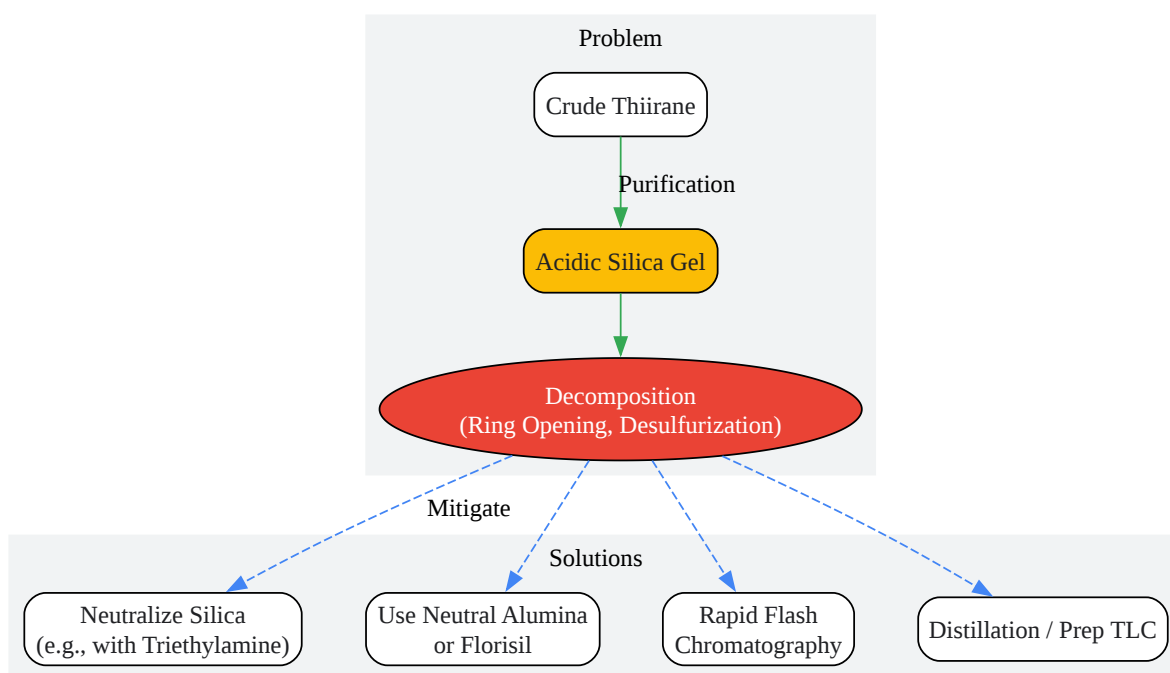 Problem
Crude Thiirane
Purification
Acidic Silica Gel
Decomposition
(Ring Opening, Desulfurization)
Mitigate
Solutions
Neutralize Silica
(e.g., with Triethylamine)
Use Neutral Alumina
or Florisil
Rapid Flash
Chromatography
Distillation / Prep TLC